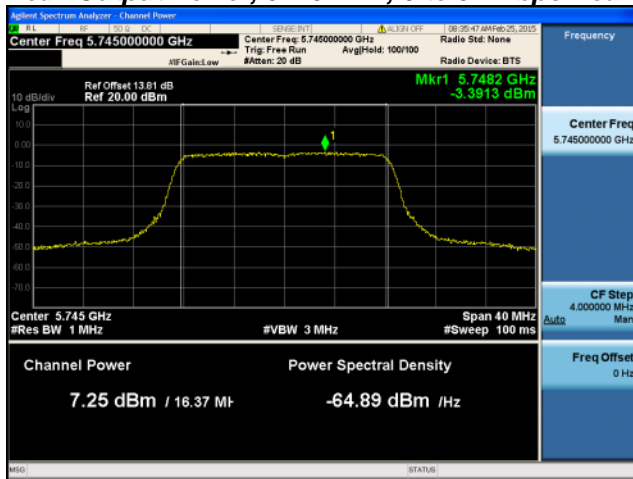 Agilent Spectrum Analyzer - Channel Power
RL RF 50 Ω DC SENSE:INT ALIGN OFF 08:35:47 AM Feb 25, 2015
Center Freq 5.745000000 GHz
Center Freq: 5.745000000 GHz
Radio Std: None
Trig: Free Run Avg|Hold: 100/100
#IFGain:Low #Atten: 20 dB Radio Device: BTS
Frequency
Mkr1 5.7482 GHz
-3.3913 dBm
Ref Offset 13.81 dB
10 dB/div Ref 20.00 dBm
Log
10.0
0.00
-10.0
-20.0
-30.0
-40.0
-50.0
-60.0
-70.0
1
Center 5.745 GHz Span 40 MHz
#Res BW 1 MHz #VBW 3 MHz #Sweep 100 ms
Center Freq
5.745000000 GHz
CF Step
4.000000 MHz
Auto Man
Freq Offset
0 Hz
Channel Power Power Spectral Density
7.25 dBm / 16.37 MH -64.89 dBm /Hz
MSG STATUS